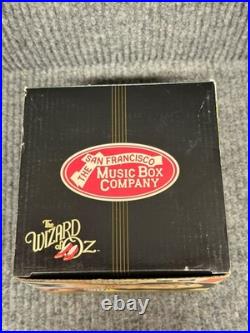 SAN FRANCISCO
THE
MUSIC BOX
COMPANY
The
WIZARD
of OZ